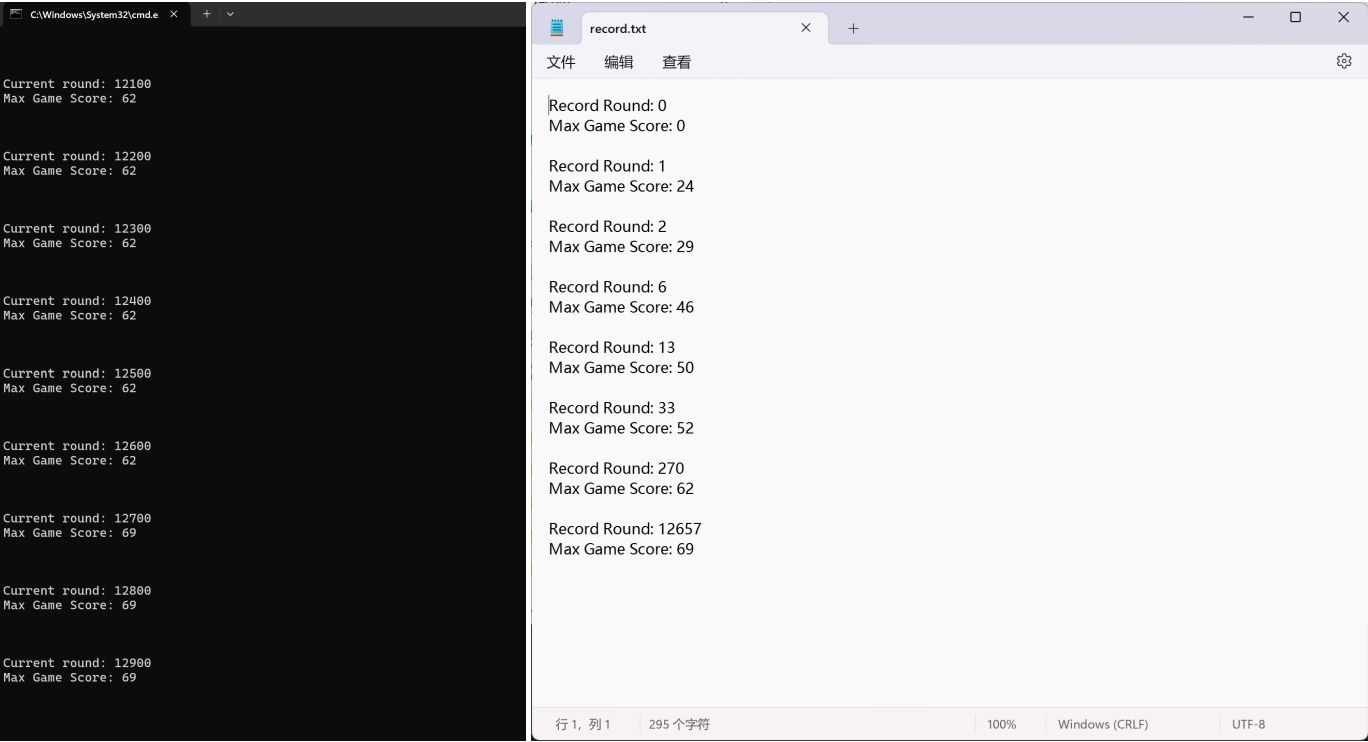 C:\Windows\System32\cmd.e
Current round: 12100
Max Game Score: 62
Current round: 12200
Max Game Score: 62
Current round: 12300
Max Game Score: 62
Current round: 12400
Max Game Score: 62
Current round: 12500
Max Game Score: 62
Current round: 12600
Max Game Score: 62
Current round: 12700
Max Game Score: 69
Current round: 12800
Max Game Score: 69
Current round: 12900
Max Game Score: 69
record.txt
文件 编辑 查看
Record Round: 0
Max Game Score: 0
Record Round: 1
Max Game Score: 24
Record Round: 2
Max Game Score: 29
Record Round: 6
Max Game Score: 46
Record Round: 13
Max Game Score: 50
Record Round: 33
Max Game Score: 52
Record Round: 270
Max Game Score: 62
Record Round: 12657
Max Game Score: 69
行 1, 列 1 295 个字符 100% Windows (CRLF) UTF-8